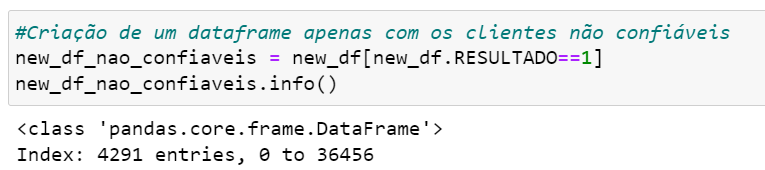 #Criação de um dataframe apenas com os clientes não confiáveis
new_df_nao_confiaveis = new_df[new_df.RESULTADO==1]
new_df_nao_confiaveis.info()
<class 'pandas.core.frame.DataFrame'>
Index: 4291 entries, 0 to 36456